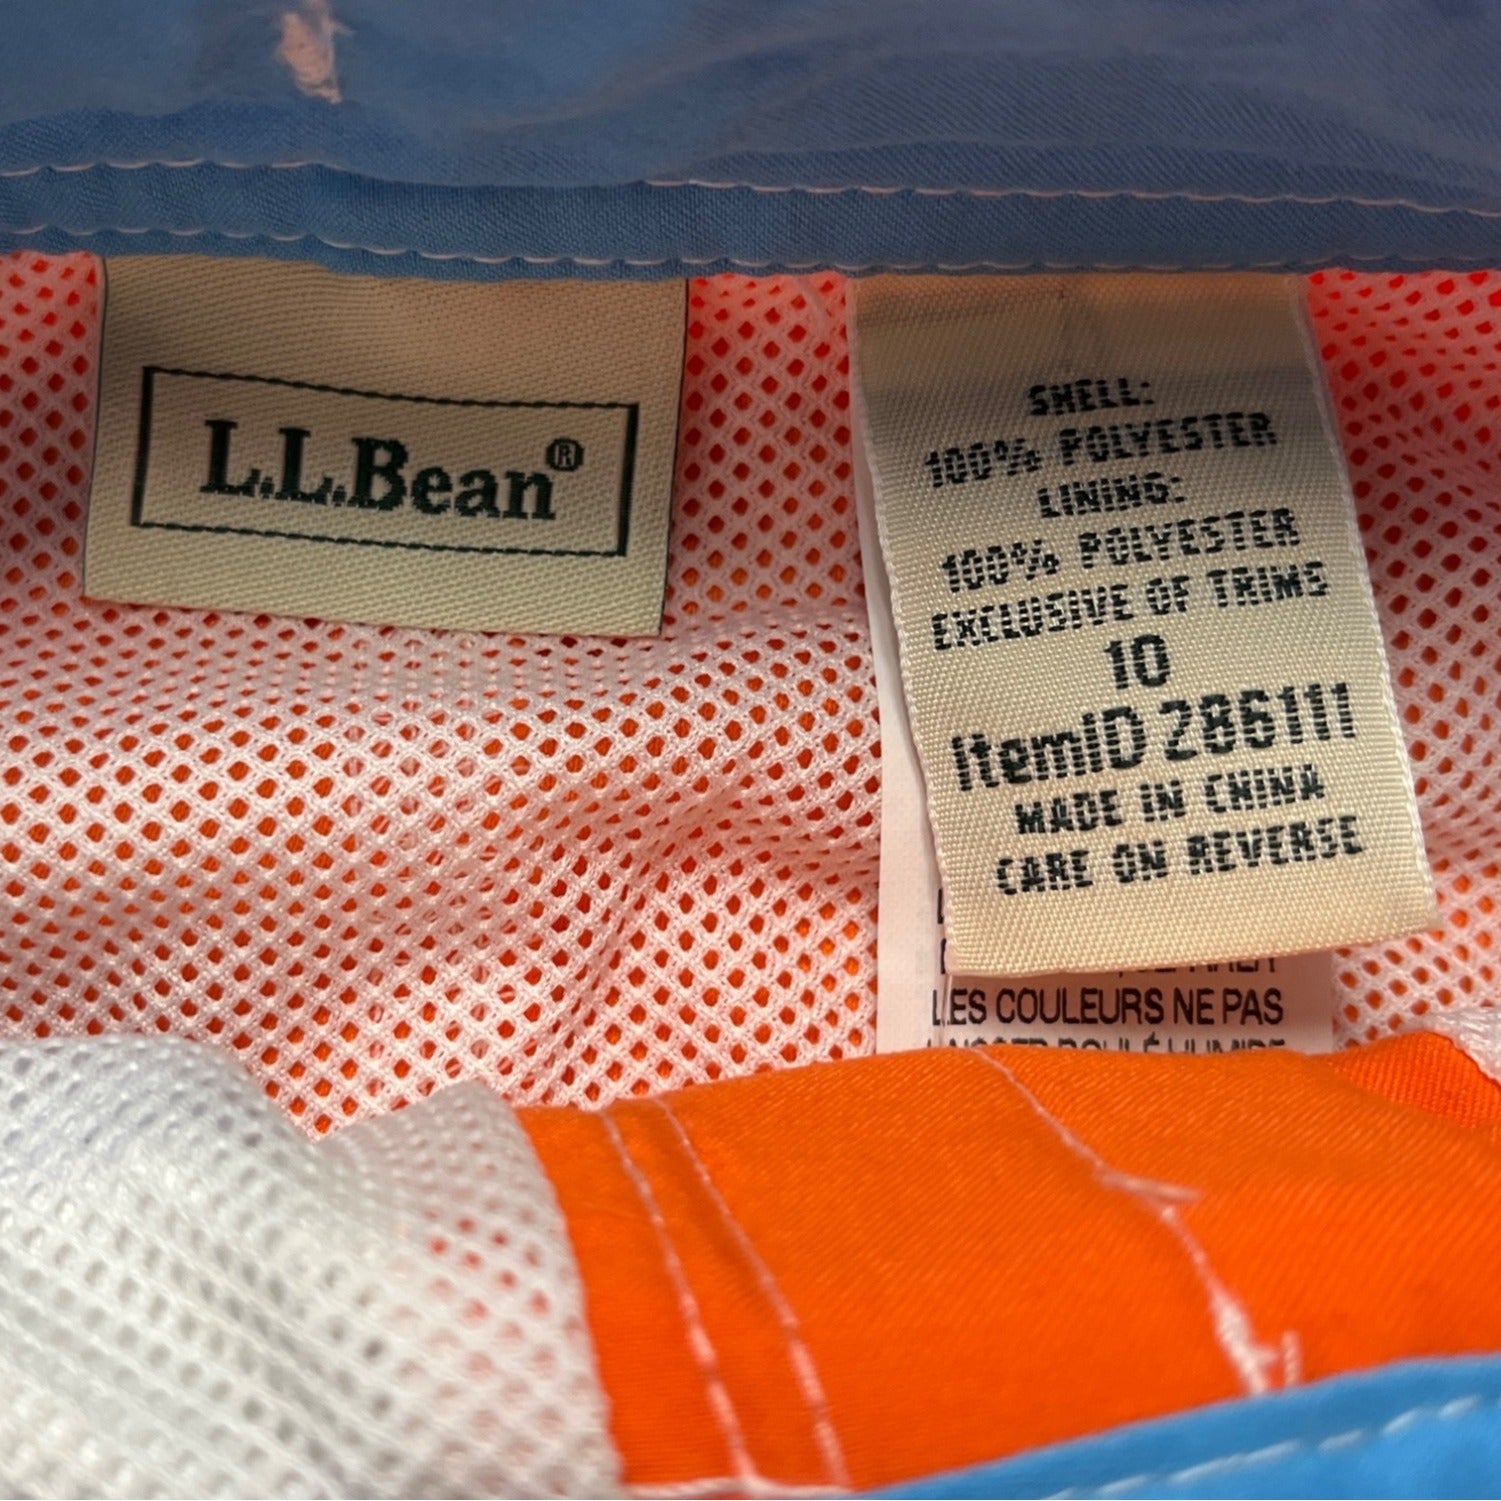 L.L.Bean®
SHELL:
100% POLYESTER
LINING:
100% POLYESTER
EXCLUSIVE OF TRIMS
10
ItemID 286111
MADE IN CHINA
CARE ON REVERSE
LES COULEURS NE PAS